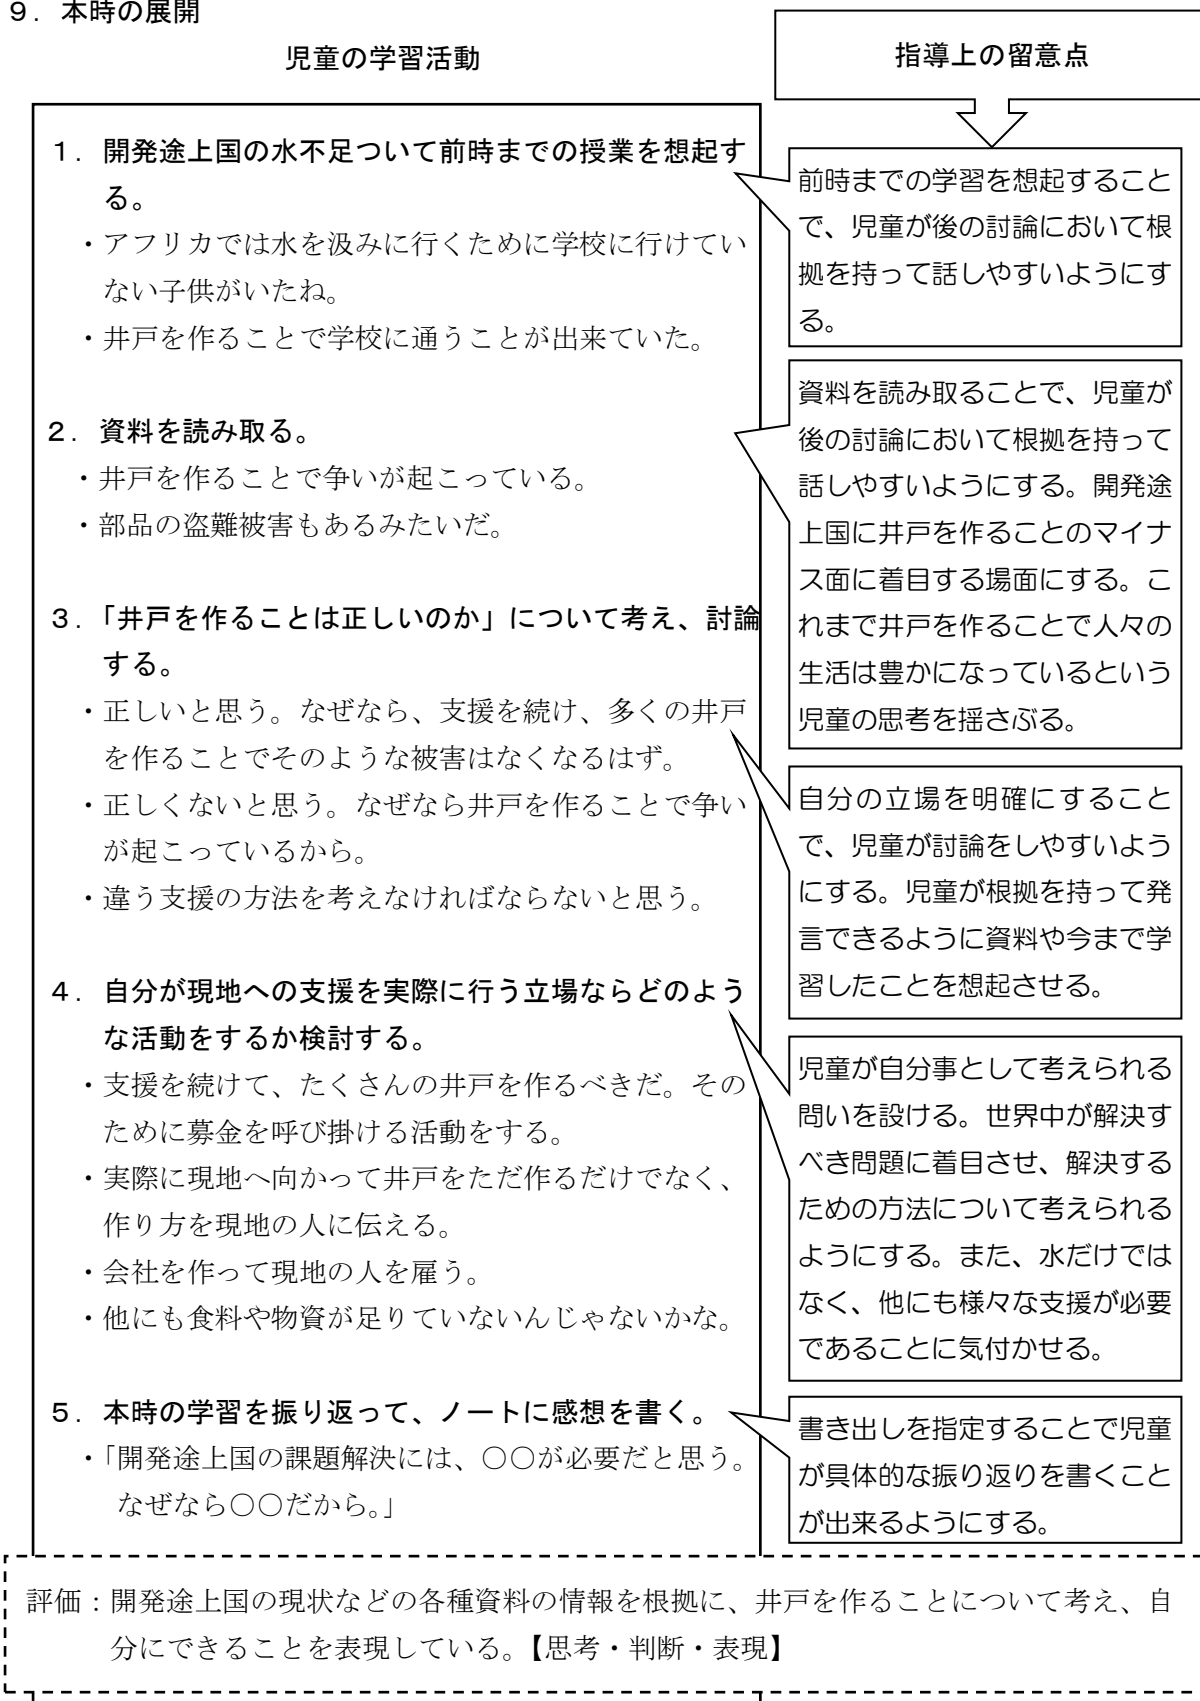 ９．本時の展開
児童の学習活動
指導上の留意点
１．開発途上国の水不足ついて前時までの授業を想起す
る。
・アフリカでは水を汲みに行くために学校に行けてい
ない子供がいたね。
・井戸を作ることで学校に通うことが出来ていた。
前時までの学習を想起すること
で、児童が後の討論において根
拠を持って話しやすいようにす
る。
２．資料を読み取る。
・井戸を作ることで争いが起こっている。
・部品の盗難被害もあるみたいだ。
資料を読み取ることで、児童が
後の討論において根拠を持って
話しやすいようにする。開発途
上国に井戸を作ることのマイナ
ス面に着目する場面にする。こ
れまで井戸を作ることで人々の
生活は豊かになっているという
児童の思考を揺さぶる。
３．「井戸を作ることは正しいのか」について考え、討論
する。
・正しいと思う。なぜなら、支援を続け、多くの井戸
を作ることでそのような被害はなくなるはず。
・正しくないと思う。なぜなら井戸を作ることで争い
が起こっているから。
・違う支援の方法を考えなければならないと思う。
自分の立場を明確にすること
で、児童が討論をしやすいよう
にする。児童が根拠を持って発
言できるように資料や今まで学
習したことを想起させる。
４．自分が現地への支援を実際に行う立場ならどのよう
な活動をするか検討する。
・支援を続けて、たくさんの井戸を作るべきだ。その
ために募金を呼び掛ける活動をする。
・実際に現地へ向かって井戸をただ作るだけでなく、
作り方を現地の人に伝える。
・会社を作って現地の人を雇う。
・他にも食料や物資が足りていないんじゃないかな。
児童が自分事として考えられる
問いを設ける。世界中が解決す
べき問題に着目させ、解決する
ための方法について考えられる
ようにする。また、水だけでは
なく、他にも様々な支援が必要
であることに気付かせる。
５．本時の学習を振り返って、ノートに感想を書く。
・「開発途上国の課題解決には、〇〇が必要だと思う。
なぜなら〇〇だから。」
書き出しを指定することで児童
が具体的な振り返りを書くこと
が出来るようにする。
評価：開発途上国の現状などの各種資料の情報を根拠に、井戸を作ることについて考え、自
分にできることを表現している。【思考・判断・表現】